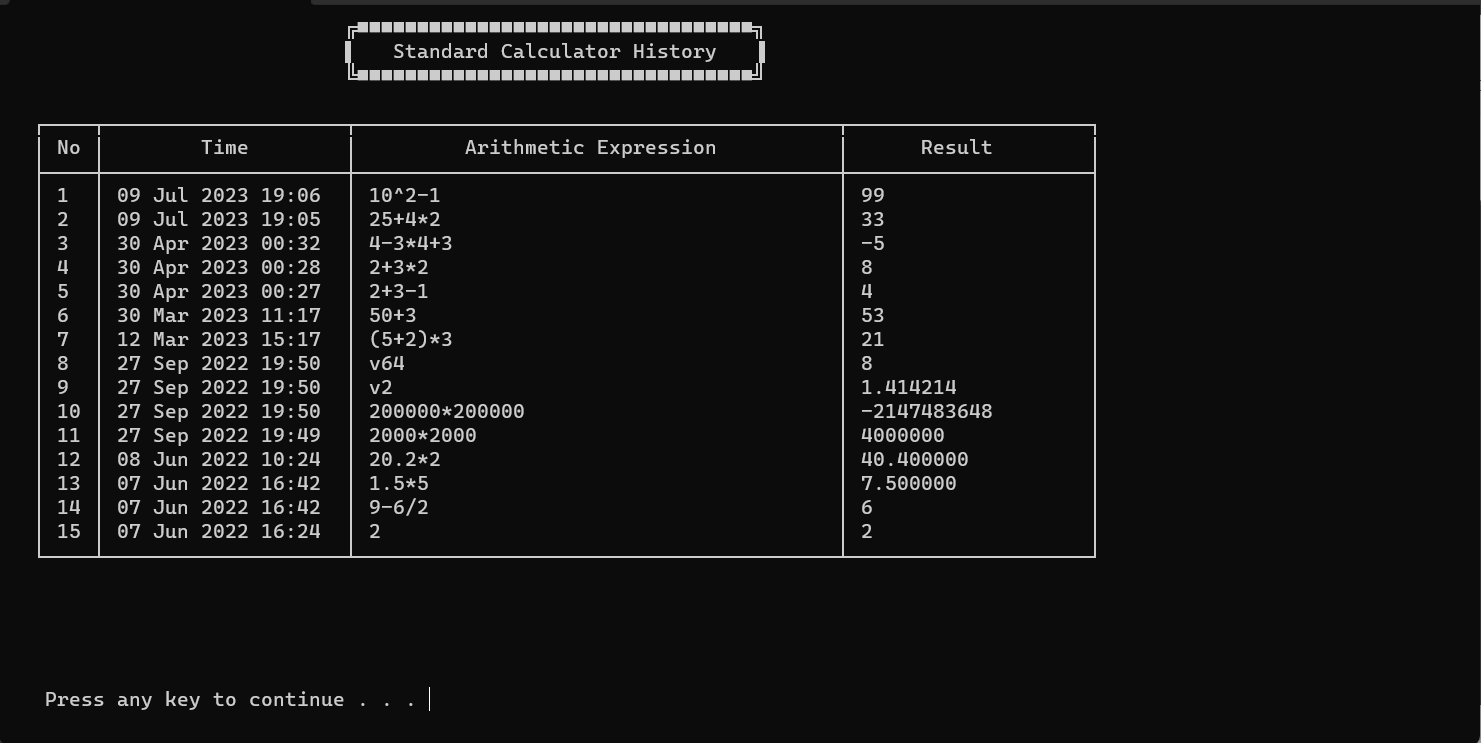 Standard Calculator History
No Time Arithmetic Expression Result
1 09 Jul 2023 19:06 10^2-1 99
2 09 Jul 2023 19:05 25+4*2 33
3 30 Apr 2023 00:32 4-3*4+3 -5
4 30 Apr 2023 00:28 2+3*2 8
5 30 Apr 2023 00:27 2+3-1 4
6 30 Mar 2023 11:17 50+3 53
7 12 Mar 2023 15:17 (5+2)*3 21
8 27 Sep 2022 19:50 v64 8
9 27 Sep 2022 19:50 v2 1.414214
10 27 Sep 2022 19:50 200000*200000 -2147483648
11 27 Sep 2022 19:49 2000*2000 4000000
12 08 Jun 2022 10:24 20.2*2 40.400000
13 07 Jun 2022 16:42 1.5*5 7.500000
14 07 Jun 2022 16:42 9-6/2 6
15 07 Jun 2022 16:24 2 2
Press any key to continue . . .